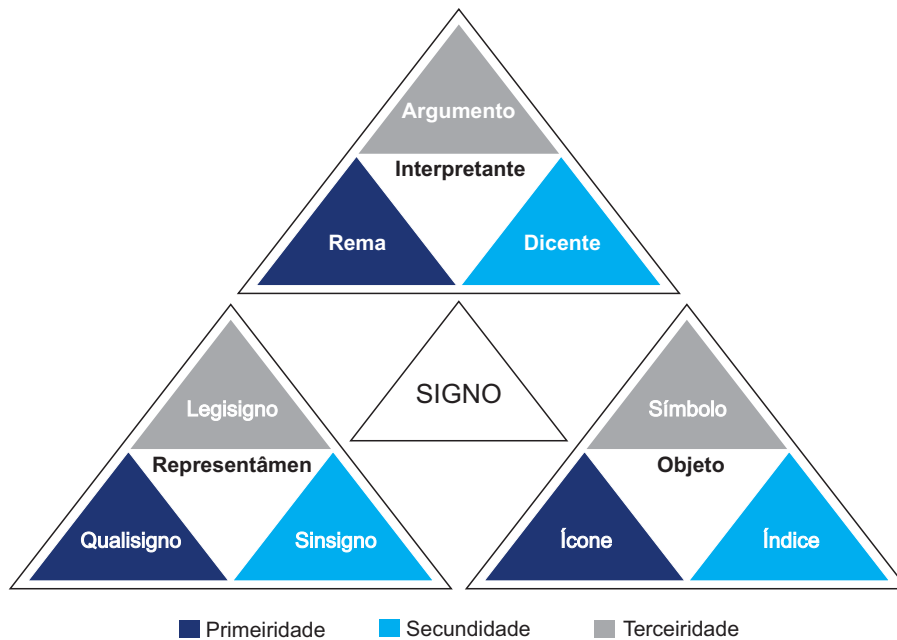 Argumento
Interpretante
Rema
Dicente
SIGNO
Legisigno
Representâmen
Qualisigno
Sinsigno
Símbolo
Objeto
Ícone
Índice
Primeiridade
Secundidade
Terceiridade